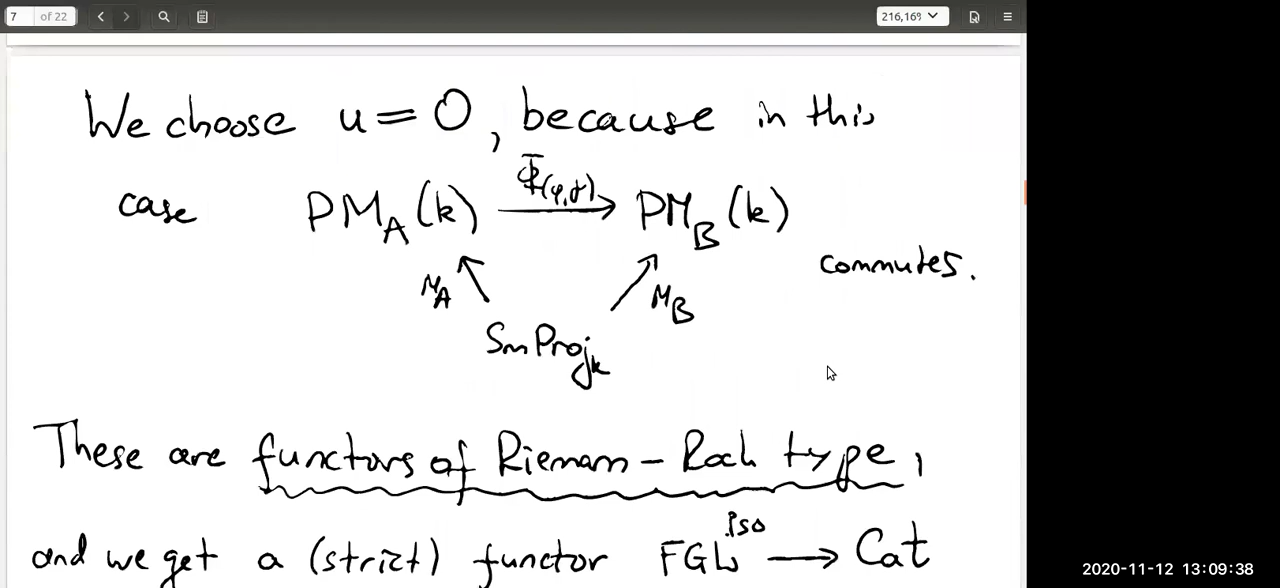 7 of 22 216,16%
We choose u = 0, because in this
case PM_A(k) Φ_(φ,γ) → PM_B(k)
commutes.
M_A M_B
SmProj_k
These are functors of Riemann - Roch type,
and we get a (strict) functor FGL^iso → Cat
2020-11-12 13:09:38